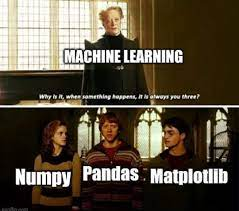 MACHINE LEARNING
Why is it, when something happens, it is always you three?
Numpy Pandas Matplotlib